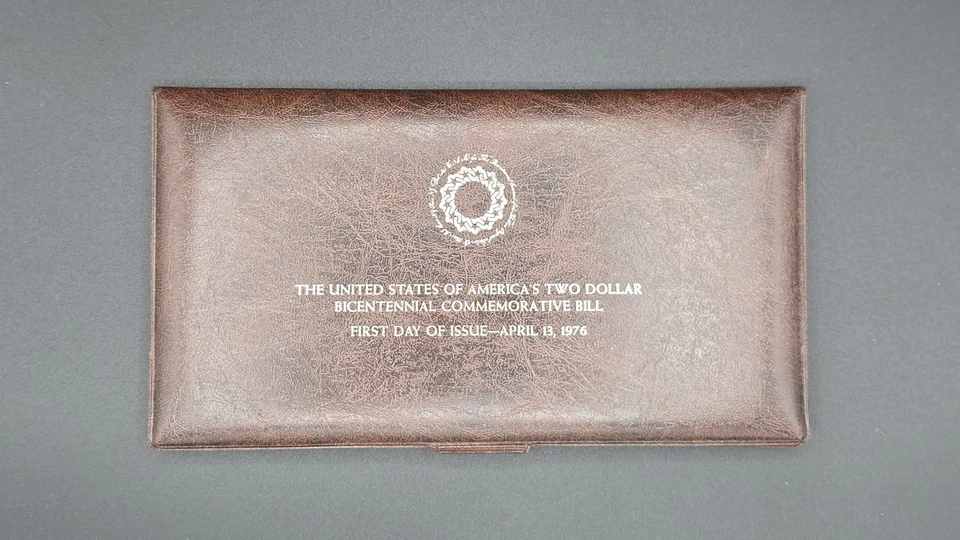 THE UNITED STATES OF AMERICA'S TWO DOLLAR
BICENTENNIAL COMMEMORATIVE BILL
FIRST DAY OF ISSUE—APRIL 13, 1976